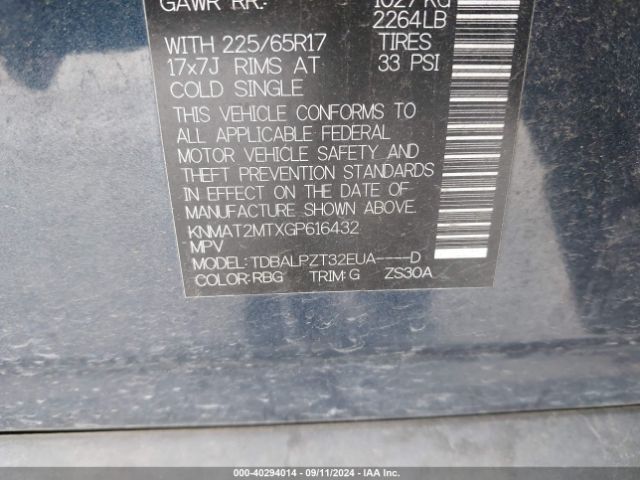 GAWR RR: 1027 KG
2264LB
WITH 225/65R17 TIRES
17x7J RIMS AT 33 PSI
COLD SINGLE
THIS VEHICLE CONFORMS TO
ALL APPLICABLE FEDERAL
MOTOR VEHICLE SAFETY AND
THEFT PREVENTION STANDARDS
IN EFFECT ON THE DATE OF
MANUFACTURE SHOWN ABOVE.
KNMAT2MTXGP616432
MPV
MODEL: TDBALPZT32EUA----D
COLOR: RBG TRIM: G ZS30A
000-40294014 - 09/11/2024 - IAA Inc.